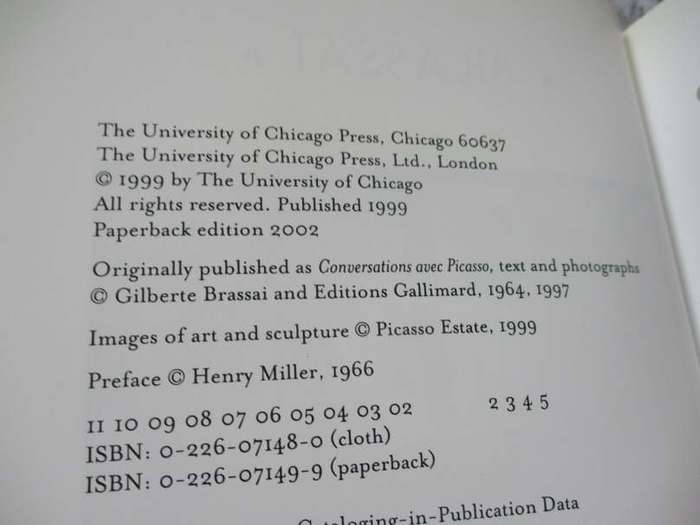 The University of Chicago Press, Chicago 60637
The University of Chicago Press, Ltd., London
© 1999 by The University of Chicago
All rights reserved. Published 1999
Paperback edition 2002
Originally published as Conversations avec Picasso, text and photographs
© Gilberte Brassai and Editions Gallimard, 1964, 1997
Images of art and sculpture © Picasso Estate, 1999
Preface © Henry Miller, 1966
11 10 09 08 07 06 05 04 03 02 2 3 4 5
ISBN: 0-226-07148-0 (cloth)
ISBN: 0-226-07149-9 (paperback)
Cataloging-in-Publication Data